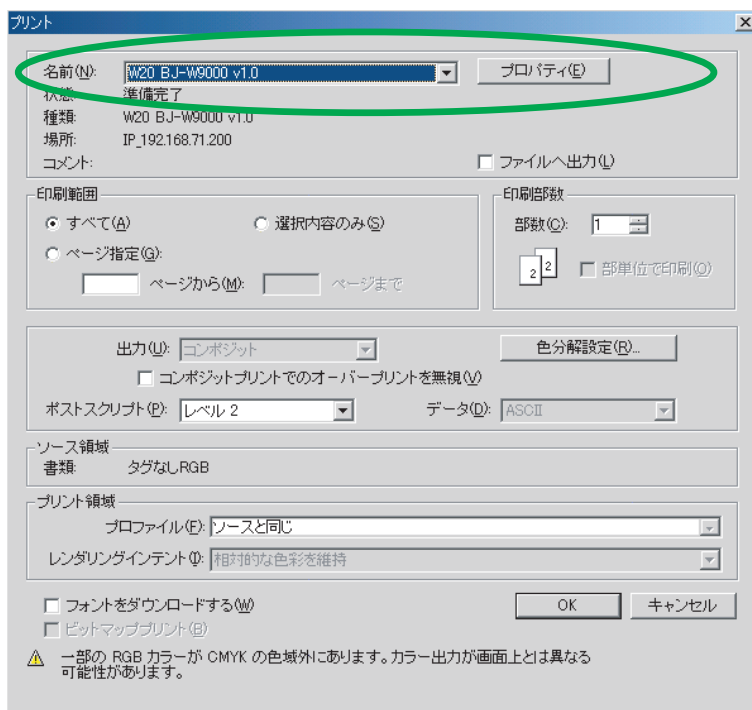 プリント
名前(N): W20 BJ-W9000 v1.0 プロパティ(E)
状態: 準備完了
種類: W20 BJ-W9000 v1.0
場所: IP_192.168.71.200
コメント: ファイルへ出力(L)
印刷範囲 印刷部数
すべて(A) 選択内容のみ(S) 部数(C): 1
ページ指定(G):
ページから(M): ページまで 2 2 部単位で印刷(O)
出力(U): コンポジット 色分解設定(R)...
コンポジットプリントでのオーバープリントを無視(V)
ポストスクリプト(P): レベル 2 データ(D): ASCII
ソース領域
書類: タグなしRGB
プリント領域
プロファイル(F): ソースと同じ
レンダリングインテント(I): 相対的な色彩を維持
フォントをダウンロードする(W) OK キャンセル
ビットマッププリント(B)
一部の RGB カラーが CMYK の色域外にあります。カラー出力が画面上とは異なる
可能性があります。